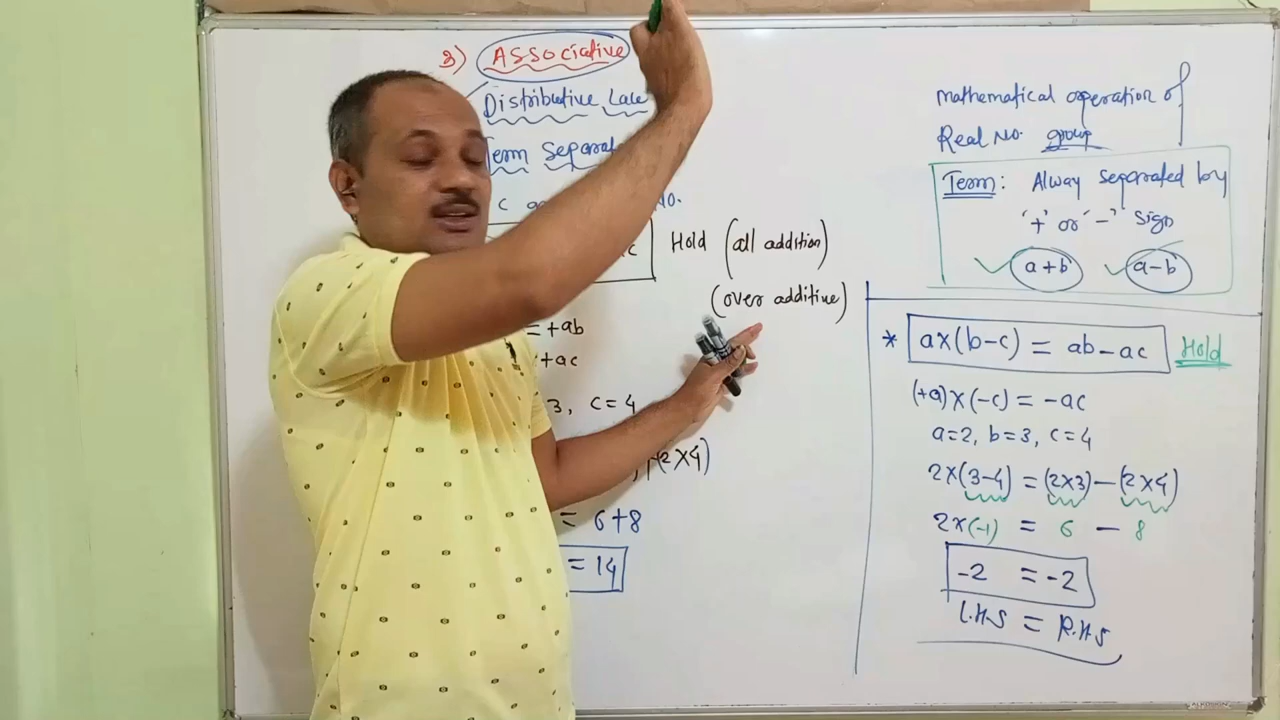 3) Associative
Distributive Law
Term Separat
No.
Hold (all addition)
(over additive)
= +ab
+ac
3, c=4
(2×4)
= 6+8
= 14
mathematical operation of
Real No. group
Term: Alway separated by
'+' or '-' sign
a+b a-b
* a×(b-c) = ab-ac Hold
(+a)×(-c) = -ac
a=2, b=3, c=4
2×(3-4) = (2×3)-(2×4)
2×(-1) = 6 - 8
-2 = -2
L.H.S = R.H.S